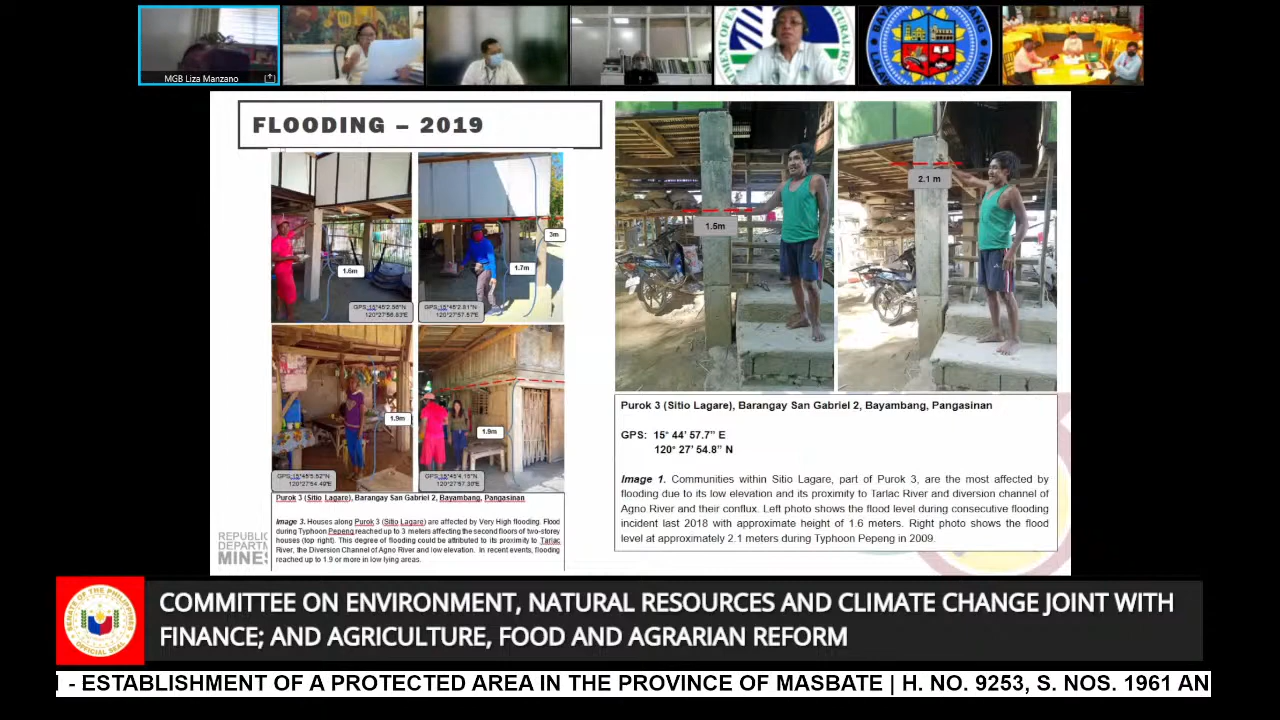 MGB Liza Manzano
FLOODING – 2019
1.6m
1.7m
3m
1.9m
1.9m
1.5m
2.1 m
Purok 3 (Sitio Lagare), Barangay San Gabriel 2, Bayambang, Pangasinan
Image 3. Houses along Purok 3 (Sitio Lagare) are affected by Very High flooding. Flood
during Typhoon Pepeng reached up to 3 meters affecting the second floors of two-storey
houses (top right). This degree of flooding could be attributed to its proximity to Tarlac
River, the Diversion Channel of Agno River and low elevation. In recent events, flooding
reached up to 1.9 meters or more in low lying areas.
Purok 3 (Sitio Lagare), Barangay San Gabriel 2, Bayambang, Pangasinan
GPS: 15° 44' 57.7" E
120° 27' 54.8" N
Image 1. Communities within Sitio Lagare, part of Purok 3, are the most affected by
flooding due to its low elevation and its proximity to Tarlac River and diversion channel of
Agno River and their conflux. Left photo shows the flood level during consecutive flooding
incident last 2018 with approximate height of 1.6 meters. Right photo shows the flood
level at approximately 2.1 meters during Typhoon Pepeng in 2009.
REPUBLIC
DEPARTM
MINES
COMMITTEE ON ENVIRONMENT, NATURAL RESOURCES AND CLIMATE CHANGE JOINT WITH
FINANCE; AND AGRICULTURE, FOOD AND AGRARIAN REFORM
SENATE OF THE PHILIPPINES
OFFICIAL SEAL
- ESTABLISHMENT OF A PROTECTED AREA IN THE PROVINCE OF MASBATE | H. NO. 9253, S. NOS. 1961 AN